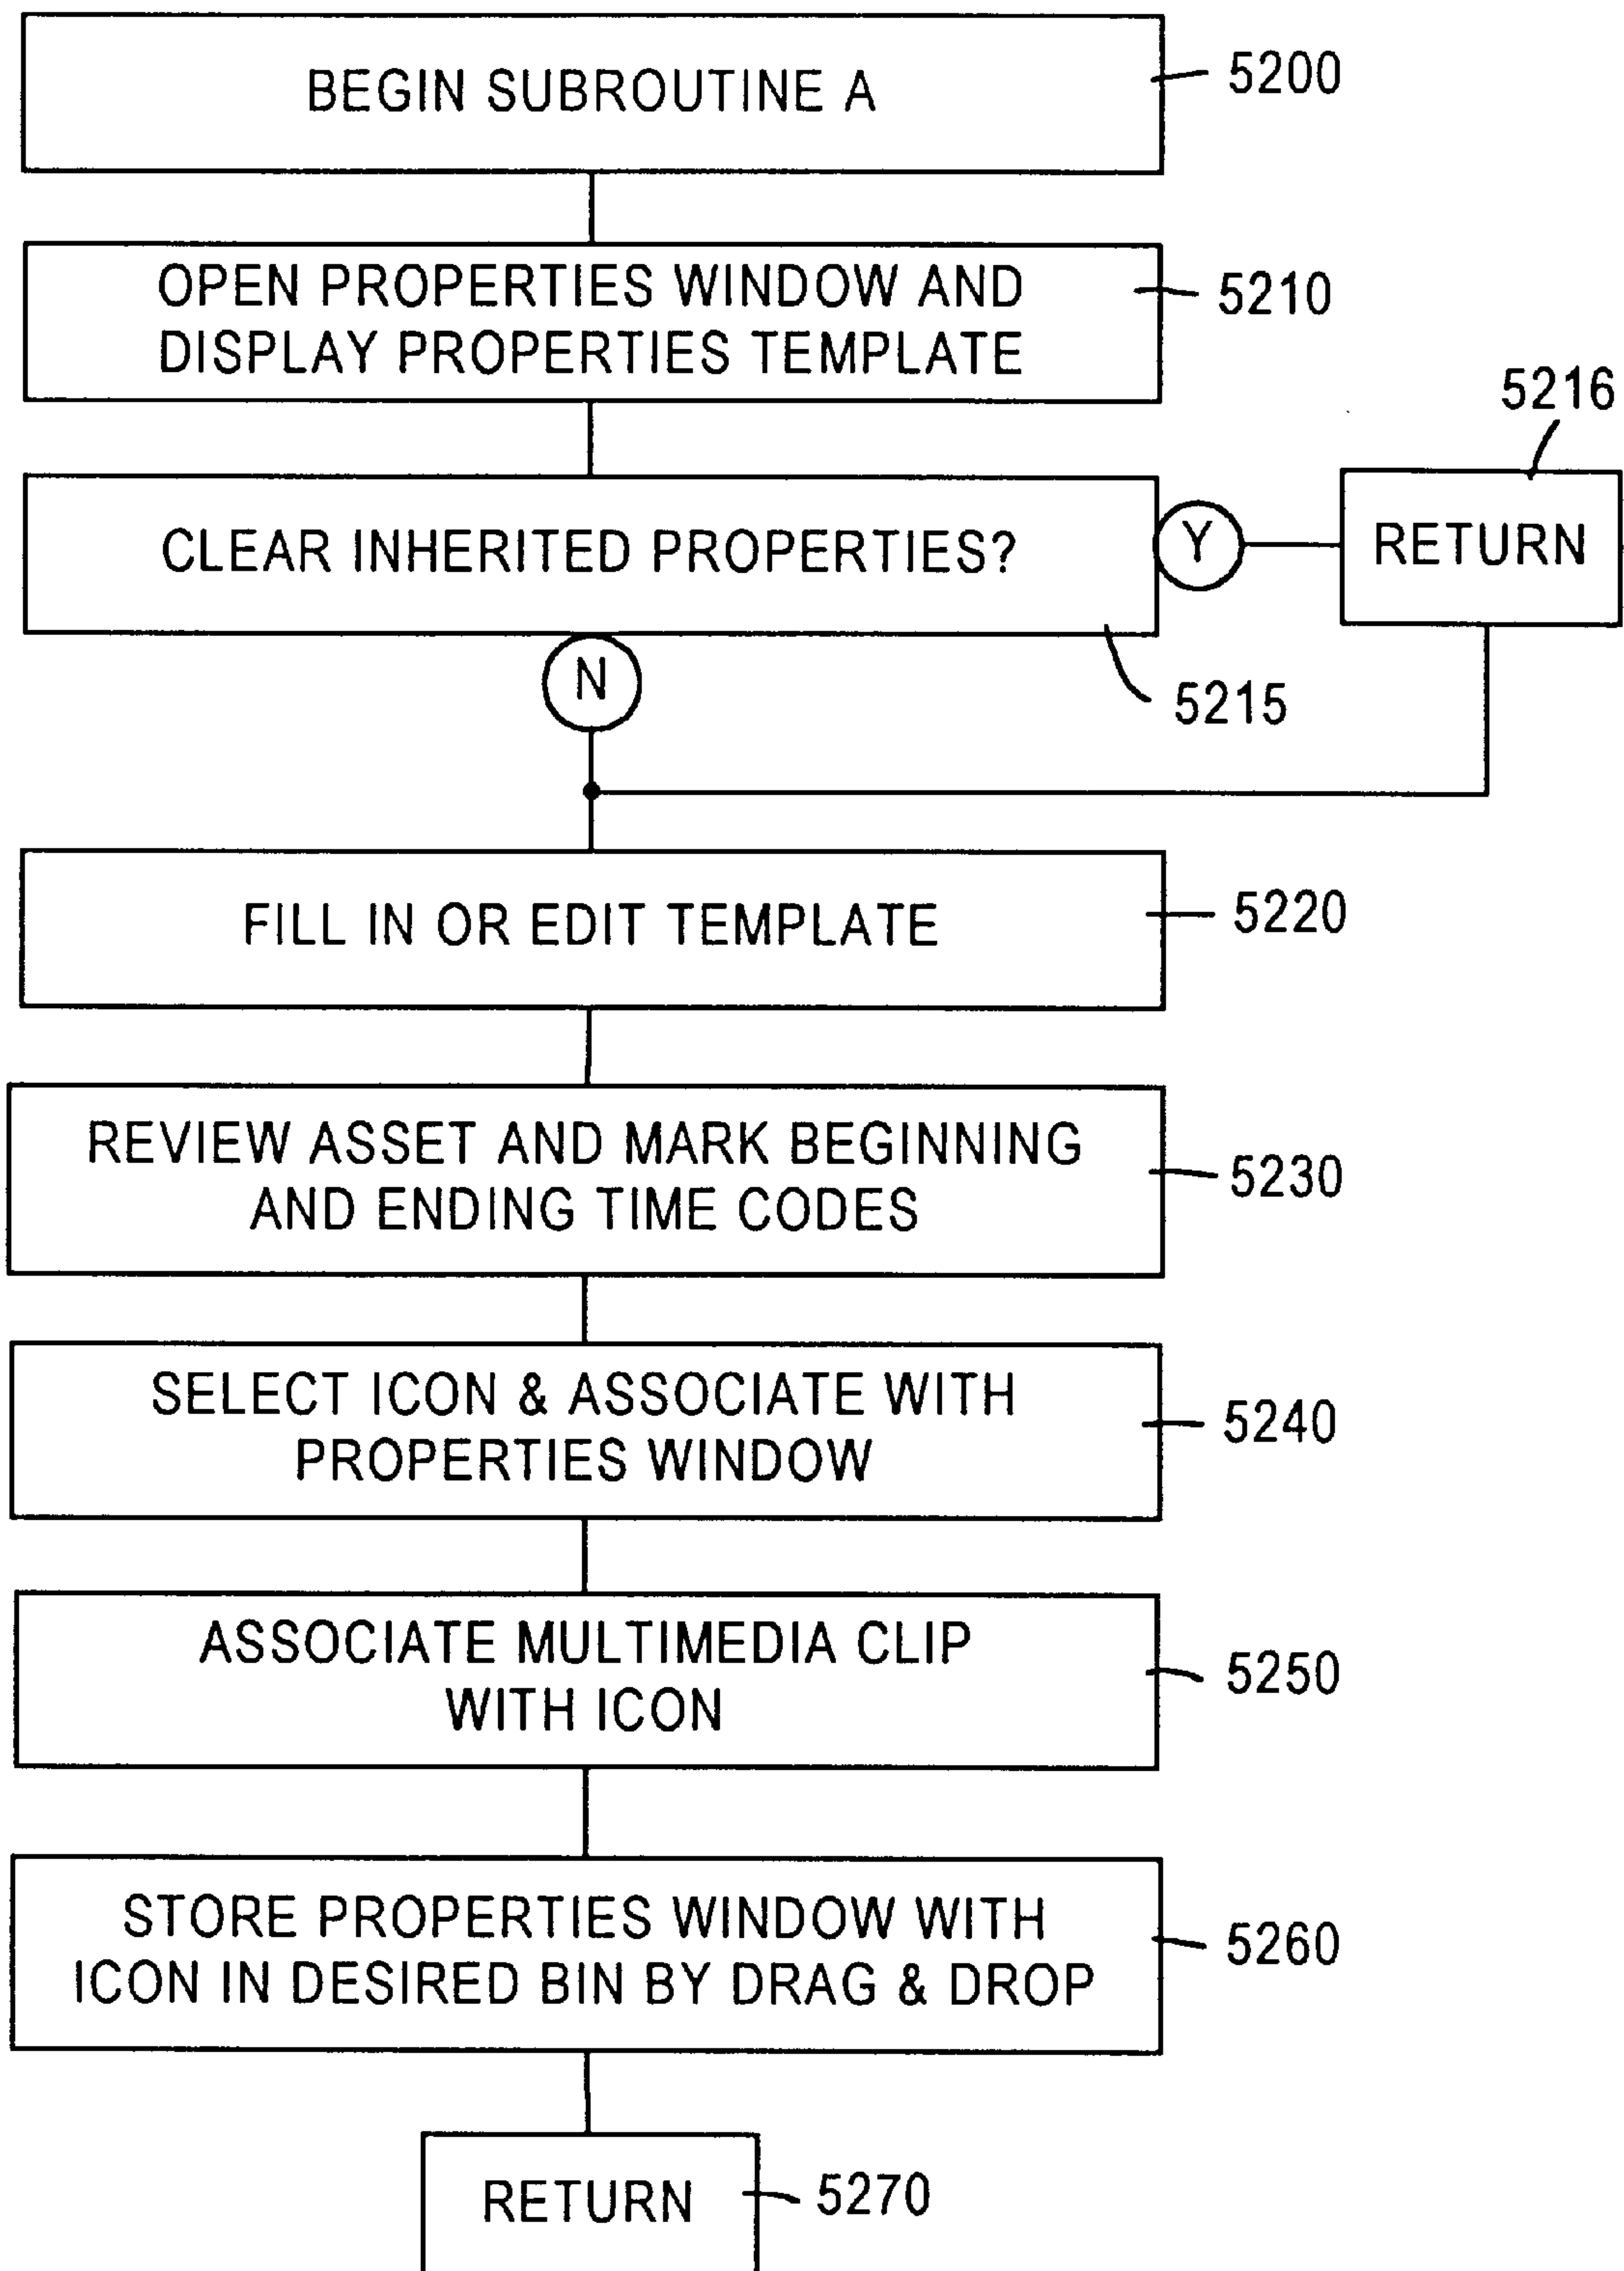 BEGIN SUBROUTINE A
5200
OPEN PROPERTIES WINDOW AND
DISPLAY PROPERTIES TEMPLATE
5210
CLEAR INHERITED PROPERTIES?
Y
5216
RETURN
5215
N
FILL IN OR EDIT TEMPLATE
5220
REVIEW ASSET AND MARK BEGINNING
AND ENDING TIME CODES
5230
SELECT ICON & ASSOCIATE WITH
PROPERTIES WINDOW
5240
ASSOCIATE MULTIMEDIA CLIP
WITH ICON
5250
STORE PROPERTIES WINDOW WITH
ICON IN DESIRED BIN BY DRAG & DROP
5260
RETURN
5270